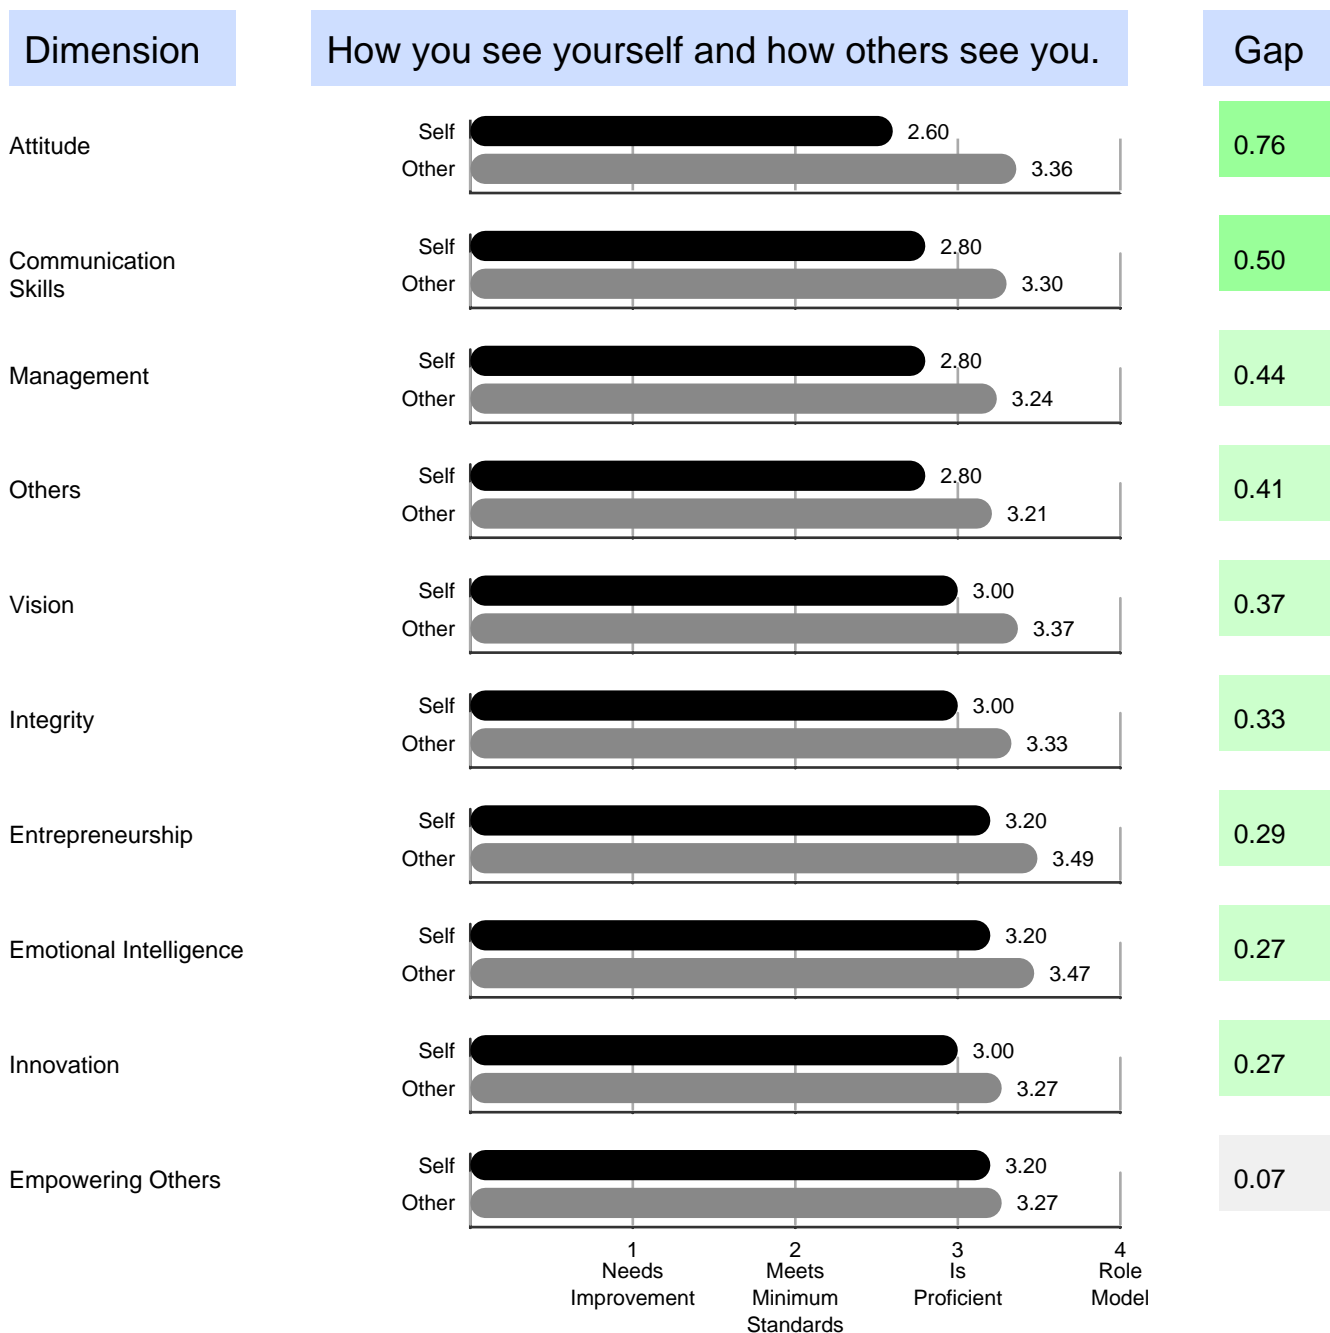 Dimension
How you see yourself and how others see you.
Gap
Attitude
Self
2.60
Other
3.36
0.76
Communication
Skills
Self
2.80
Other
3.30
0.50
Management
Self
2.80
Other
3.24
0.44
Others
Self
2.80
Other
3.21
0.41
Vision
Self
3.00
Other
3.37
0.37
Integrity
Self
3.00
Other
3.33
0.33
Entrepreneurship
Self
3.20
Other
3.49
0.29
Emotional Intelligence
Self
3.20
Other
3.47
0.27
Innovation
Self
3.00
Other
3.27
0.27
Empowering Others
Self
3.20
Other
3.27
0.07
1
Needs
Improvement
2
Meets
Minimum
Standards
3
Is
Proficient
4
Role
Model